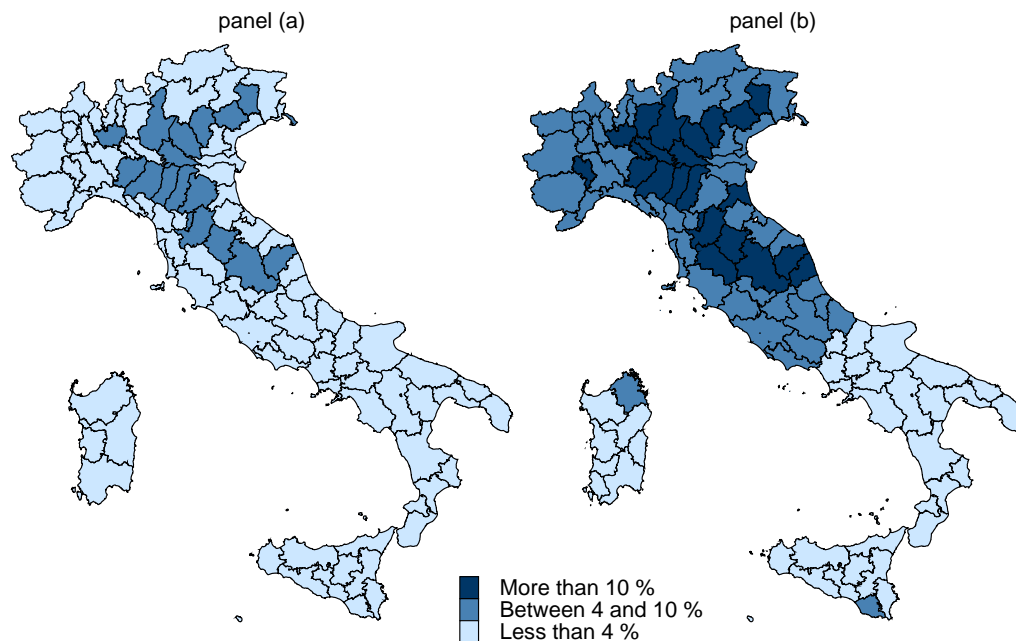 panel (a)
panel (b)
More than 10 %
Between 4 and 10 %
Less than 4 %